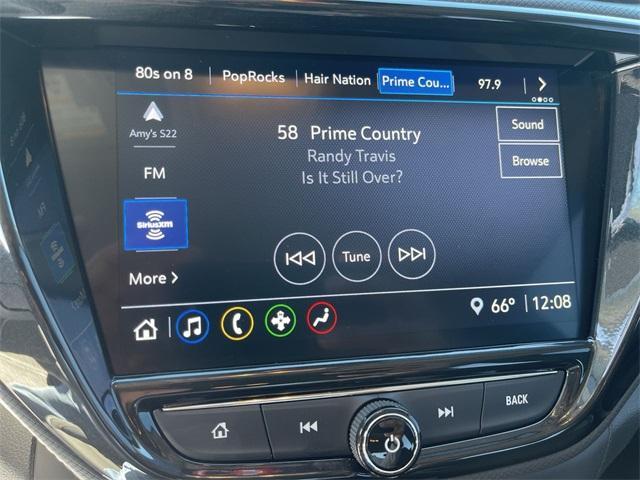 80s on 8 PopRocks Hair Nation Prime Cou... 97.9
Amy's S22
58 Prime Country
Sound
Randy Travis
Browse
FM
Is It Still Over?
SiriusXM
Tune
More
66° 12:08
BACK